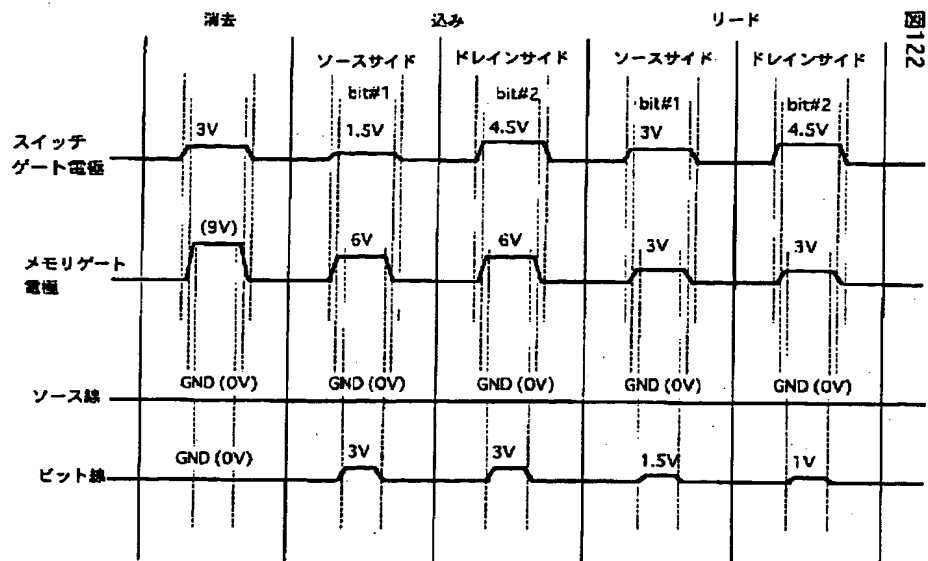 図122
消去 込み リード
ソースサイド ドレインサイド ソースサイド ドレインサイド
bit#1 bit#2 bit#1 bit#2
スイッチ
ゲート電極
3V 1.5V 4.5V 3V 4.5V
メモリゲート
電極
(9V) 6V 6V 3V 3V
ソース線
GND (0V) GND (0V) GND (0V) GND (0V) GND (0V)
ビット線
GND (0V) 3V 3V 1.5V 1V